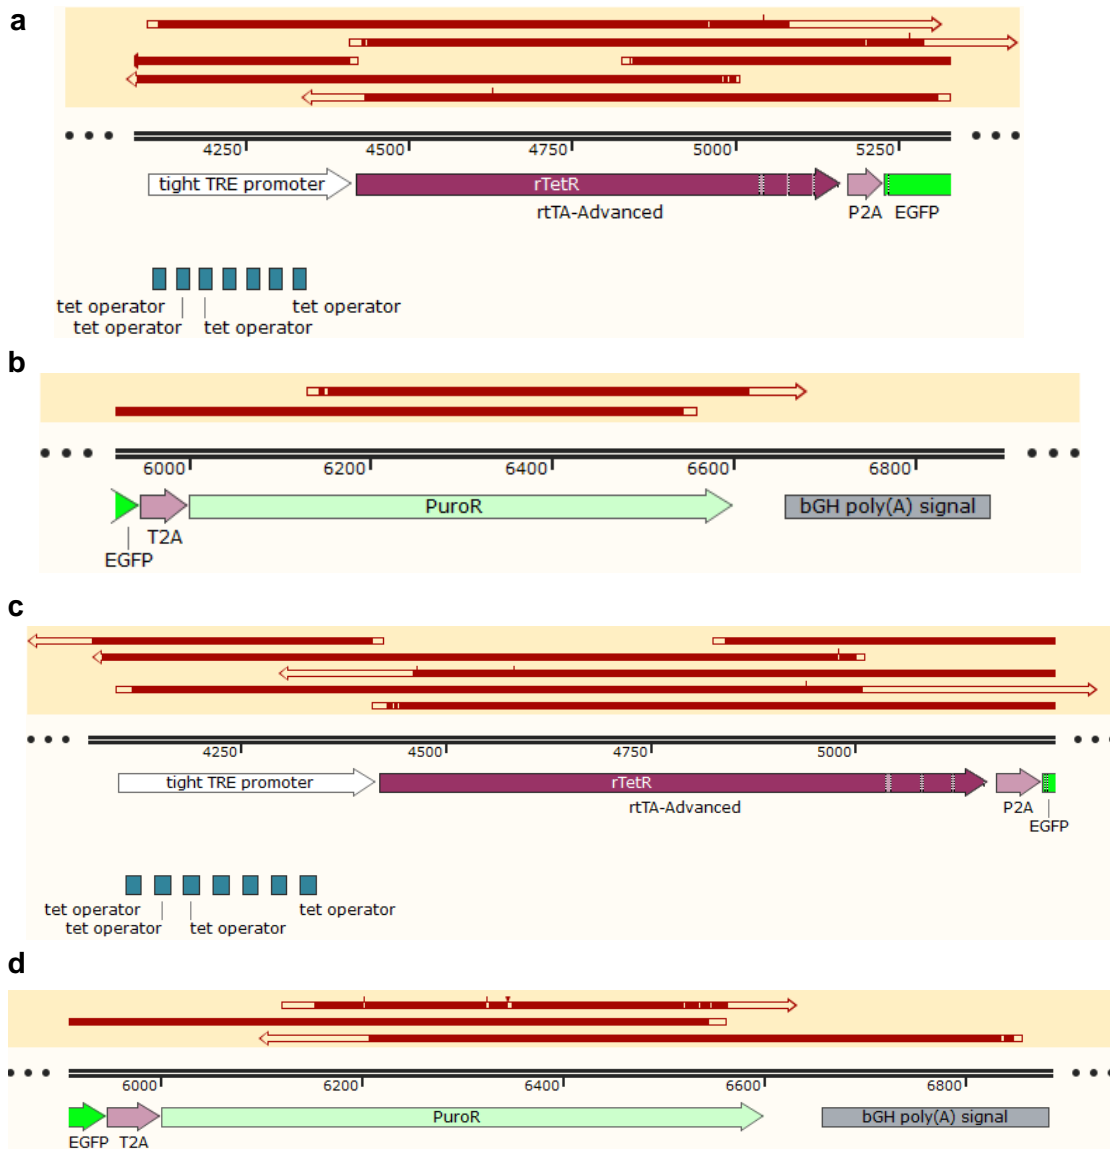 a
4250 4500 4750 5000 5250
tight TRE promoter rTetR
rtTA-Advanced P2A EGFP
tet operator tet operator
tet operator tet operator
b
6000 6200 6400 6600 6800
PuroR bGH poly(A) signal
T2A
EGFP
c
4250 4500 4750 5000
tight TRE promoter rTetR
rtTA-Advanced P2A
EGFP
tet operator tet operator
tet operator tet operator
d
6000 6200 6400 6600 6800
PuroR bGH poly(A) signal
EGFP T2A